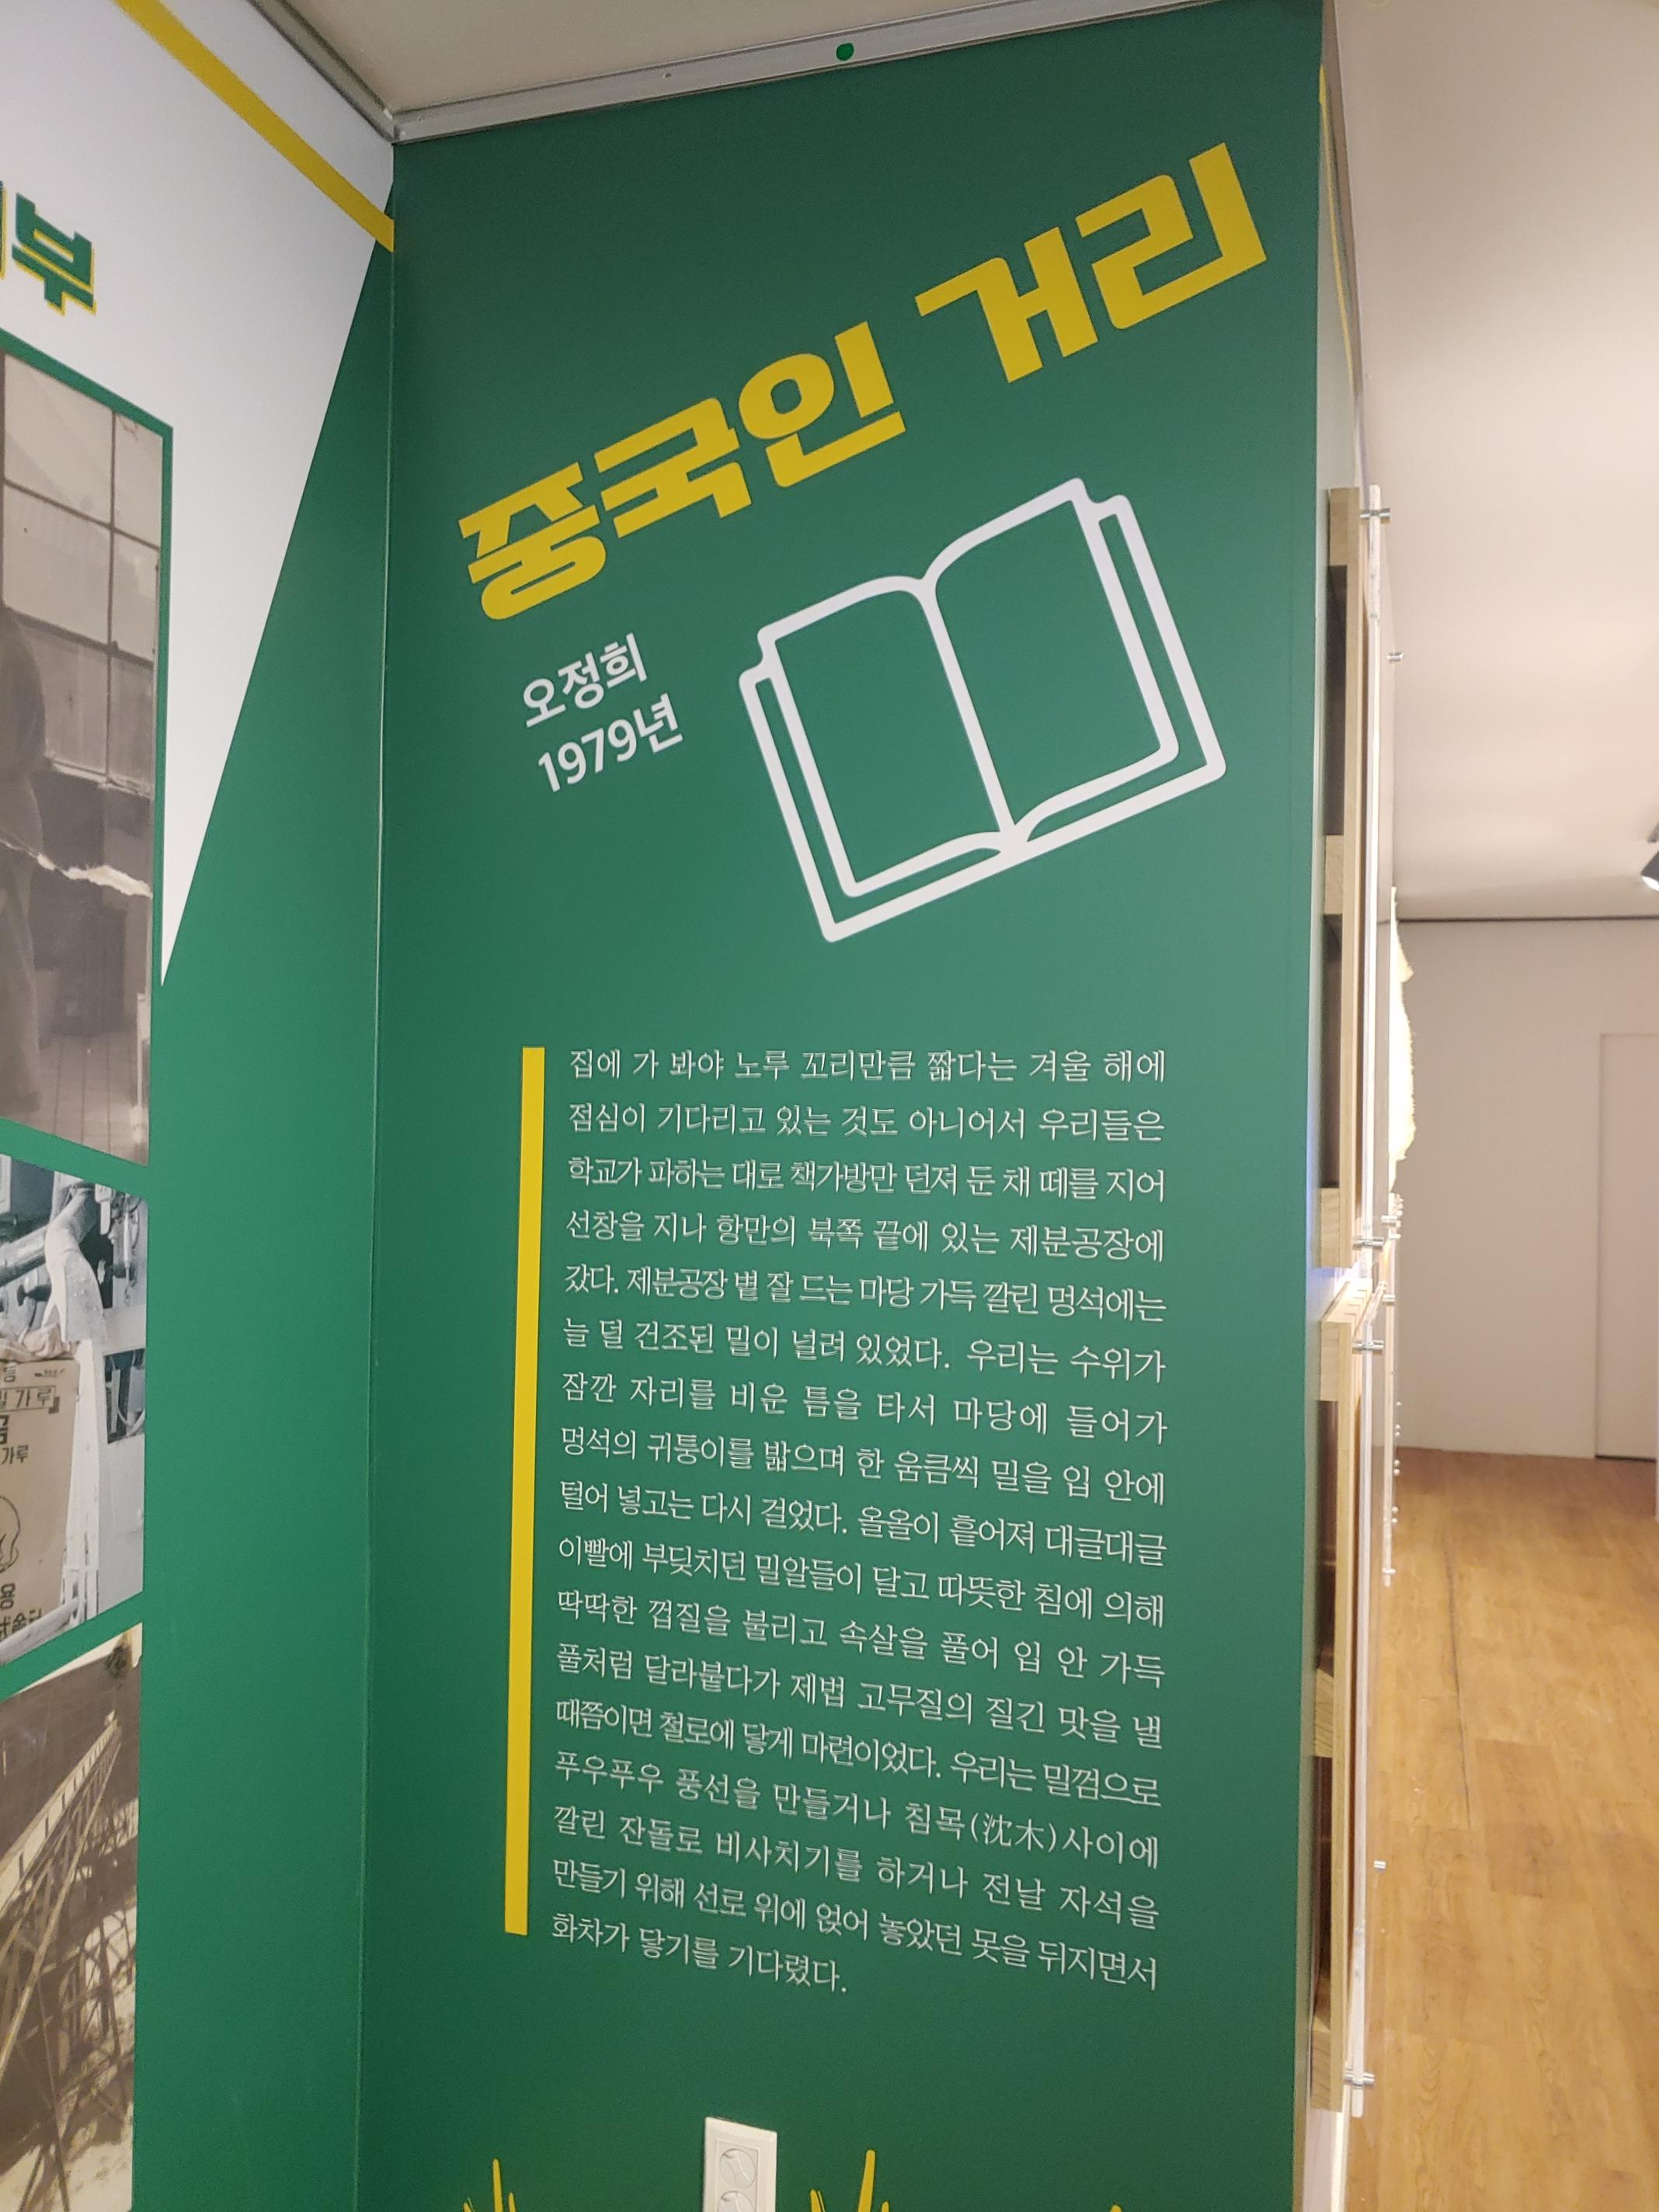 부
중국인 거리
오정희
1979년
집에 가 봐야 노루 꼬리만큼 짧다는 겨울 해에
점심이 기다리고 있는 것도 아니어서 우리들은
학교가 파하는 대로 책가방만 던져 둔 채 떼를 지어
선창을 지나 항만의 북쪽 끝에 있는 제분공장에
갔다. 제분공장 볕 잘 드는 마당 가득 깔린 멍석에는
늘 덜 건조된 밀이 널려 있었다. 우리는 수위가
잠깐 자리를 비운 틈을 타서 마당에 들어가
멍석의 귀퉁이를 밟으며 한 움큼씩 밀을 입 안에
털어 넣고는 다시 걸었다. 올올이 흩어져 대글대글
이빨에 부딪치던 밀알들이 달고 따뜻한 침에 의해
딱딱한 껍질을 불리고 속살을 풀어 입 안 가득
풀처럼 달라붙다가 제법 고무질의 질긴 맛을 낼
때쯤이면 철로에 닿게 마련이었다. 우리는 밀껌으로
푸우푸우 풍선을 만들거나 침목(沈木)사이에
깔린 잔돌로 비사치기를 하거나 전날 자석을
만들기 위해 선로 위에 얹어 놓았던 못을 뒤지면서
화차가 닿기를 기다렸다.
밀가루
가루
용